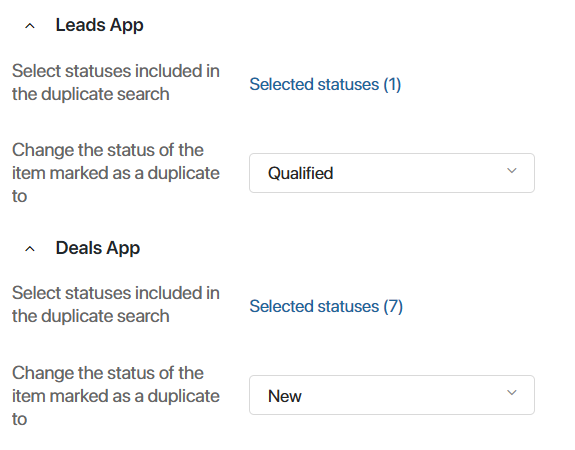 Leads App
Select statuses included in
the duplicate search
Selected statuses (1)
Change the status of the
item marked as a duplicate
to
Qualified
Deals App
Select statuses included in
the duplicate search
Selected statuses (7)
Change the status of the
item marked as a duplicate
to
New